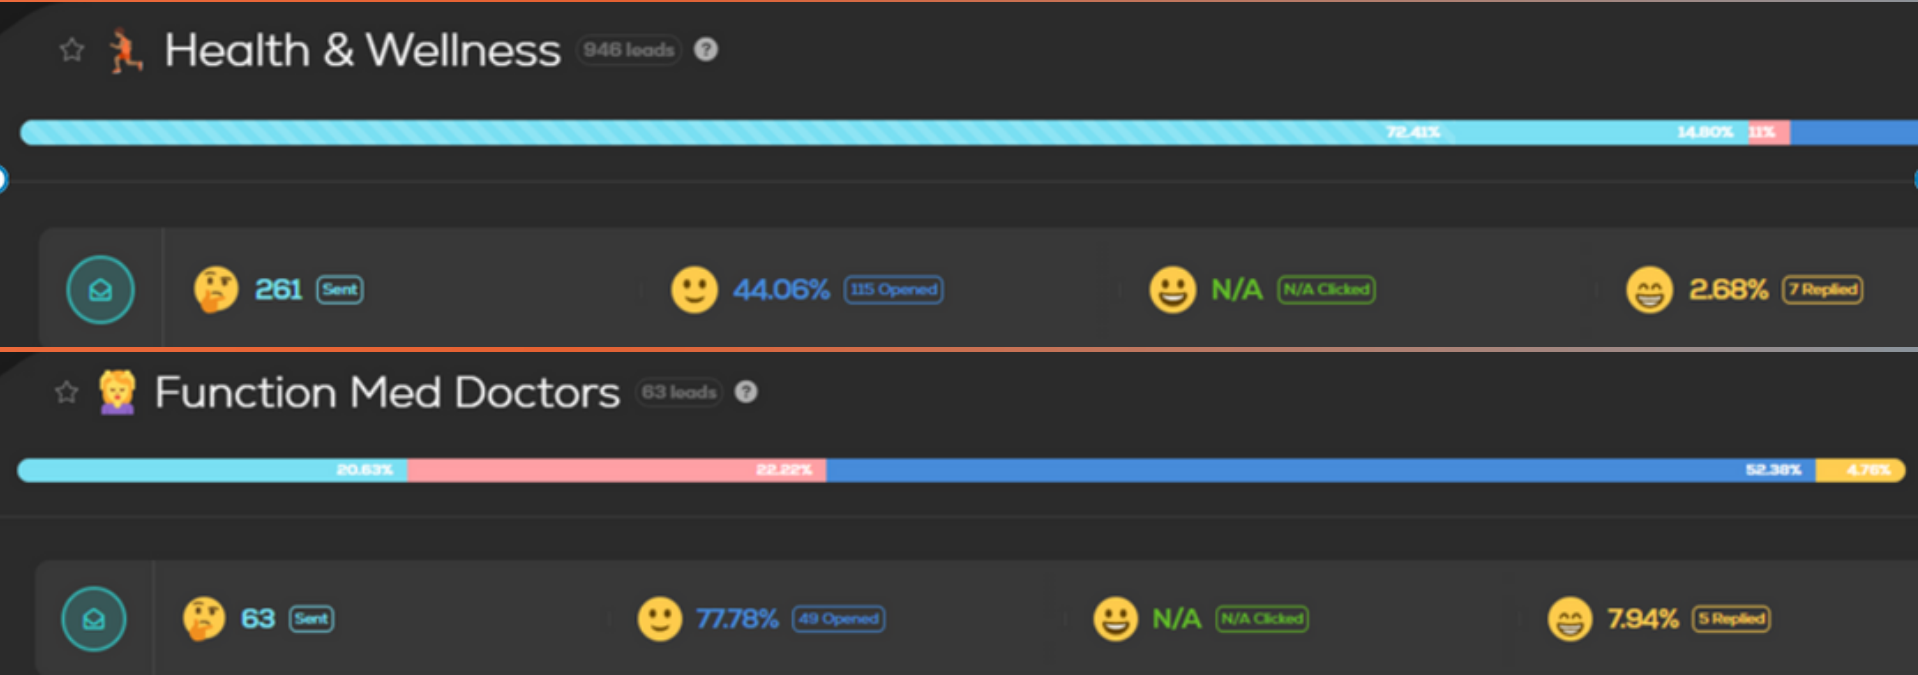 Health & Wellness 946 leads ?
72.41% 14.80% 11%
261 Sent 44.06% 115 Opened N/A N/A Clicked 2.68% 7 Replied
Function Med Doctors 63 leads ?
20.63% 22.22% 52.38% 4.76%
63 Sent 77.78% 49 Opened N/A N/A Clicked 7.94% 5 Replied